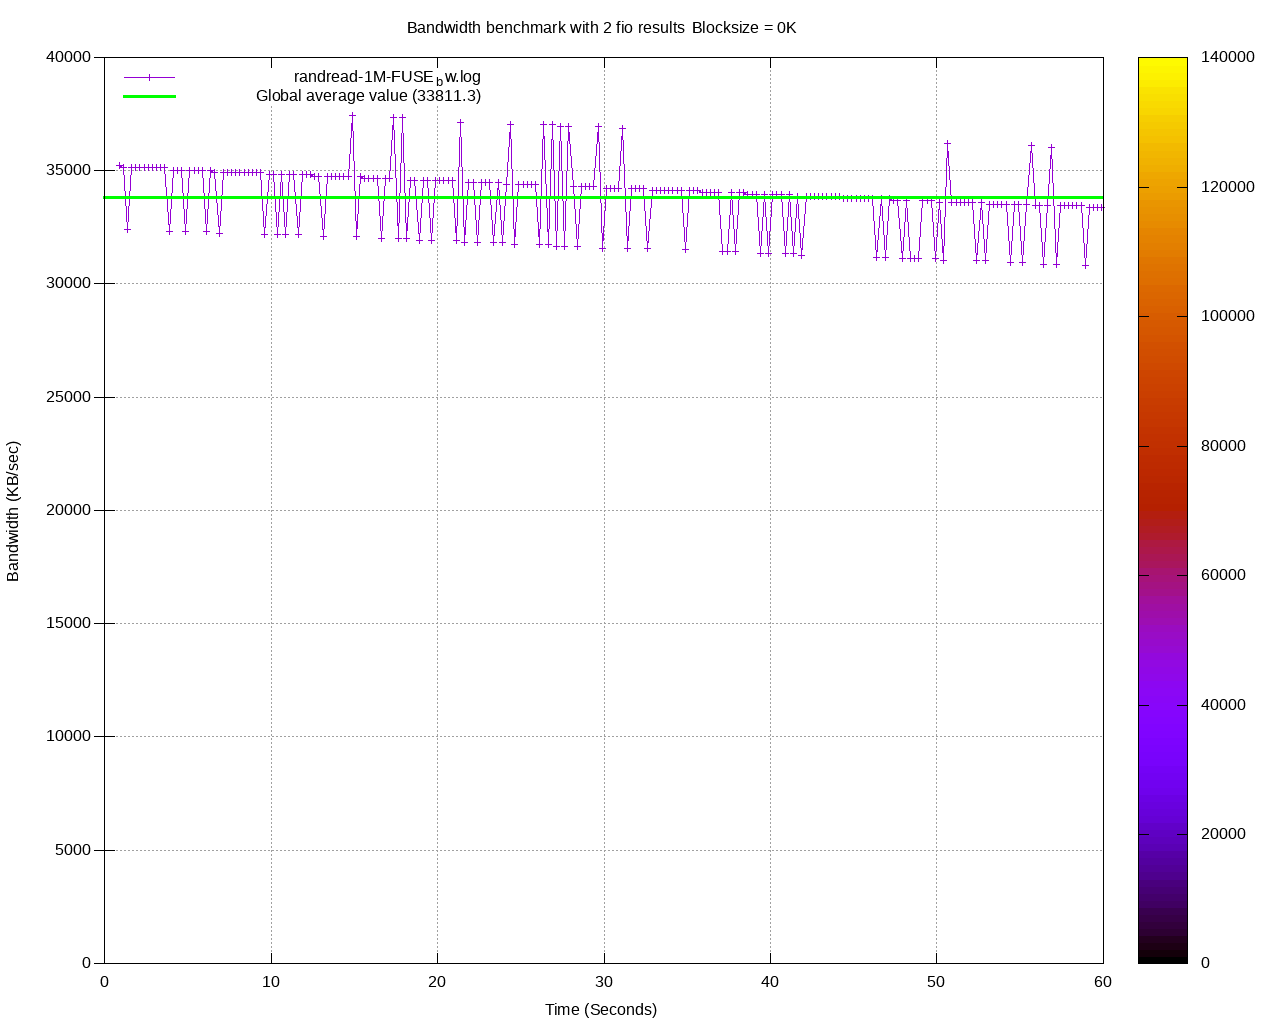 Bandwidth benchmark with 2 fio results Blocksize = 0K
randread-1M-FUSE_bw.log
Global average value (33811.3)
40000
35000
30000
25000
20000
15000
10000
5000
0
Bandwidth (KB/sec)
0 10 20 30 40 50 60
Time (Seconds)
140000
120000
100000
80000
60000
40000
20000
0